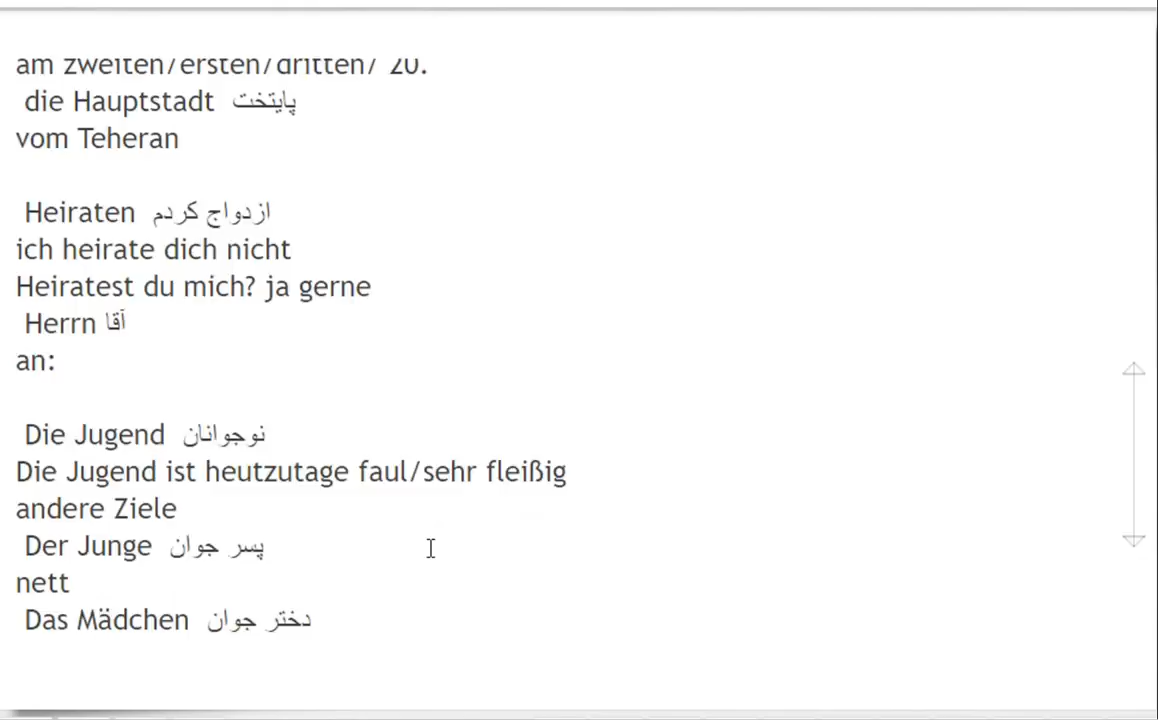 am zweiten/ersten/dritten/ 20.
die Hauptstadt پایتخت
vom Teheran
Heiraten ازدواج کردم
ich heirate dich nicht
Heiratest du mich? ja gerne
Herrn آقا
an:
Die Jugend نوجوانان
Die Jugend ist heutzutage faul/sehr fleißig
andere Ziele
Der Junge پسر جوان
nett
Das Mädchen دختر جوان